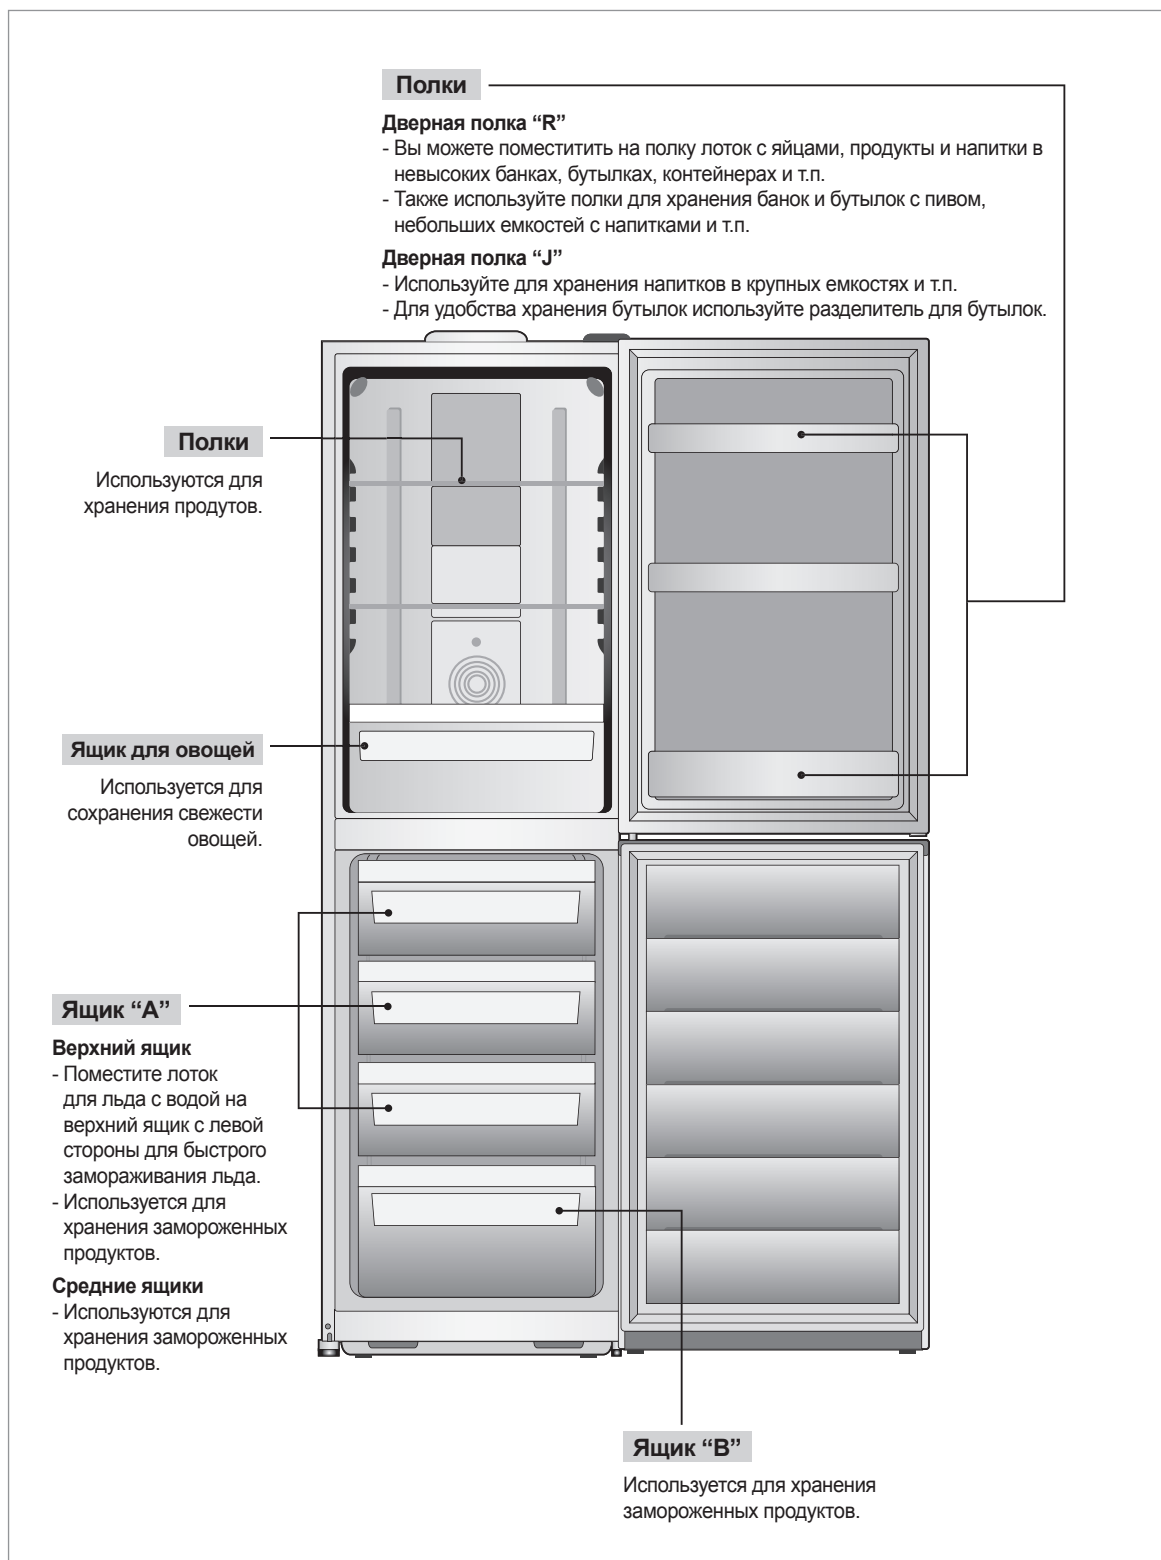 Полки
Дверная полка “R”
- Вы можете поместитить на полку лоток с яйцами, продукты и напитки в
невысоких банках, бутылках, контейнерах и т.п.
- Также используйте полки для хранения банок и бутылок с пивом,
небольших емкостей с напитками и т.п.
Дверная полка “J”
- Используйте для хранения напитков в крупных емкостях и т.п.
- Для удобства хранения бутылок используйте разделитель для бутылок.
Полки
Используются для
хранения продутов.
Ящик для овощей
Используется для
сохранения свежести
овощей.
Ящик “A”
Верхний ящик
- Поместите лоток
для льда с водой на
верхний ящик с левой
стороны для быстрого
замораживания льда.
- Используется для
хранения замороженных
продуктов.
Средние ящики
- Используются для
хранения замороженных
продуктов.
Ящик “B”
Используется для хранения
замороженных продуктов.